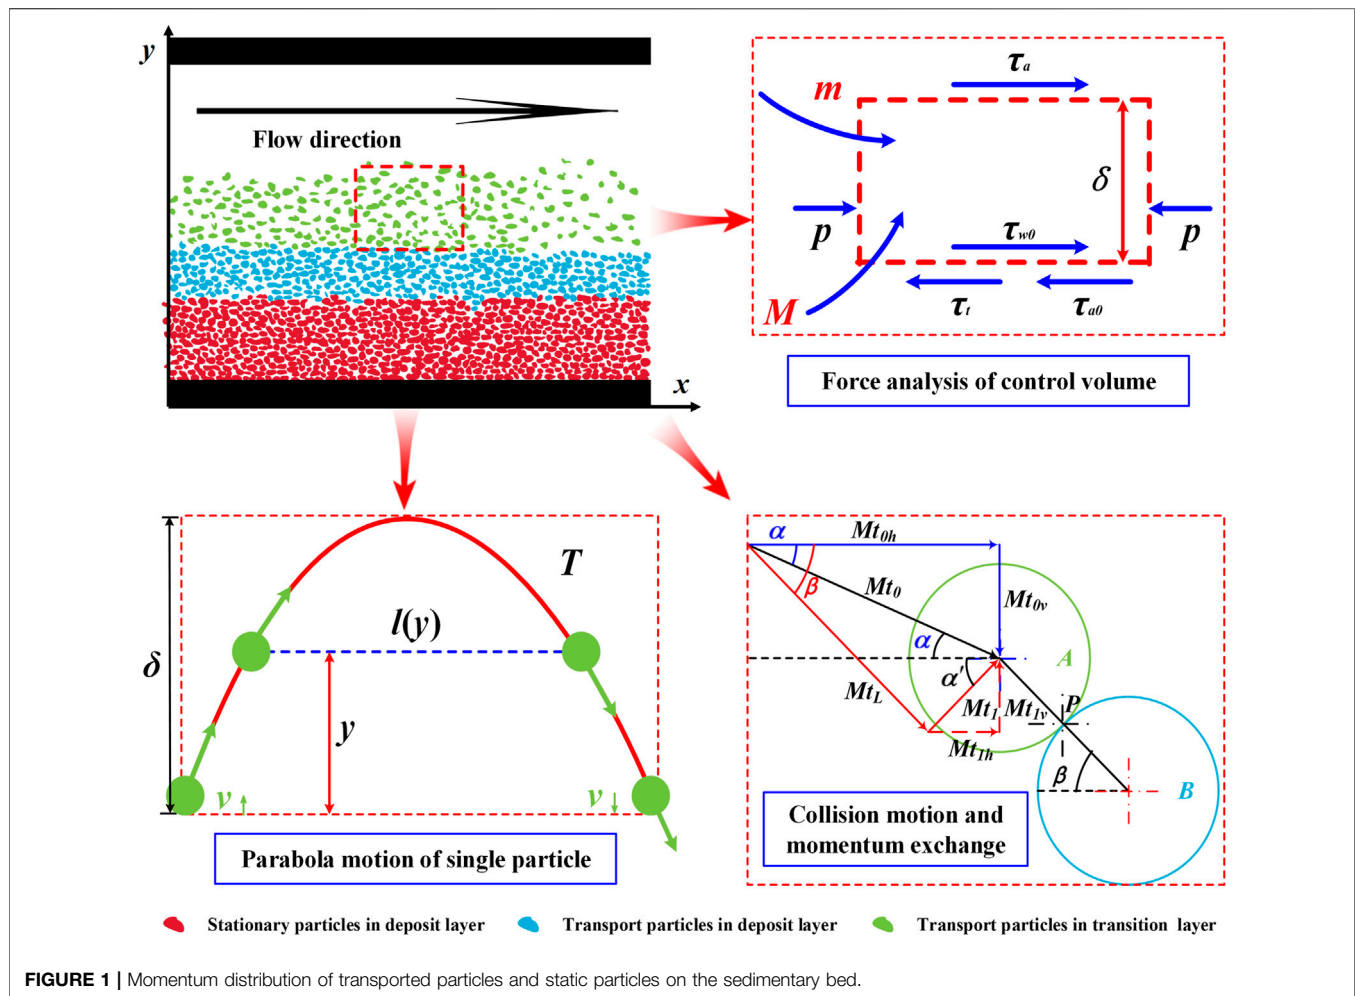 y
Flow direction
x
τa
m
δ
p
p
τw0
M
τt
τa0
Force analysis of control volume
δ
T
l(y)
y
v
v
Parabola motion of single particle
α
Mt0h
β
Mt0
Mt0v
α
A
α'
MtL
Mt1
Mt1v
P
Mt1h
β
B
Collision motion and
momentum exchange
Stationary particles in deposit layer
Transport particles in deposit layer
Transport particles in transition layer
FIGURE 1 | Momentum distribution of transported particles and static particles on the sedimentary bed.